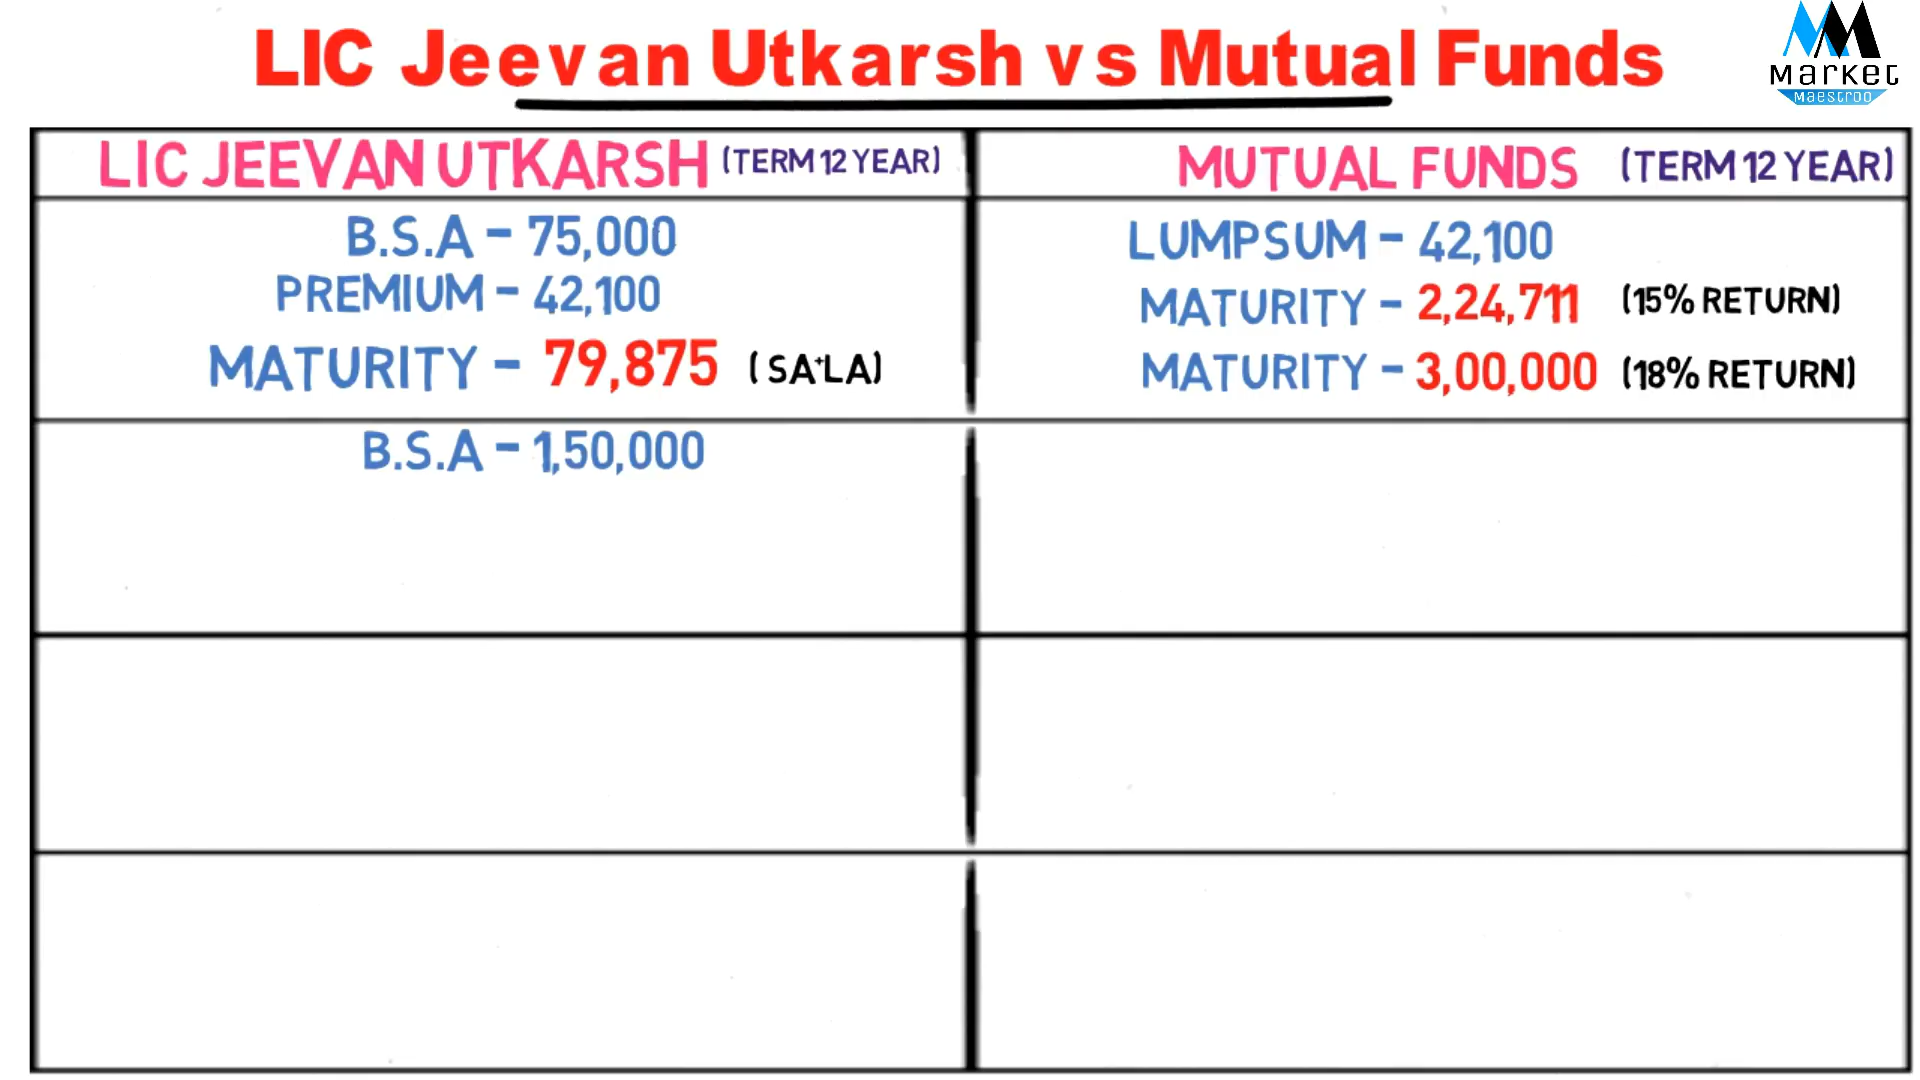 LIC Jeevan Utkarsh vs Mutual Funds
Market
Maestroo
LIC JEEVAN UTKARSH (TERM 12 YEAR)
MUTUAL FUNDS (TERM 12 YEAR)
B.S.A - 75,000
PREMIUM - 42,100
MATURITY - 79,875 (SA+LA)
LUMPSUM - 42,100
MATURITY - 2,24,711 (15% RETURN)
MATURITY - 3,00,000 (18% RETURN)
B.S.A - 1,50,000